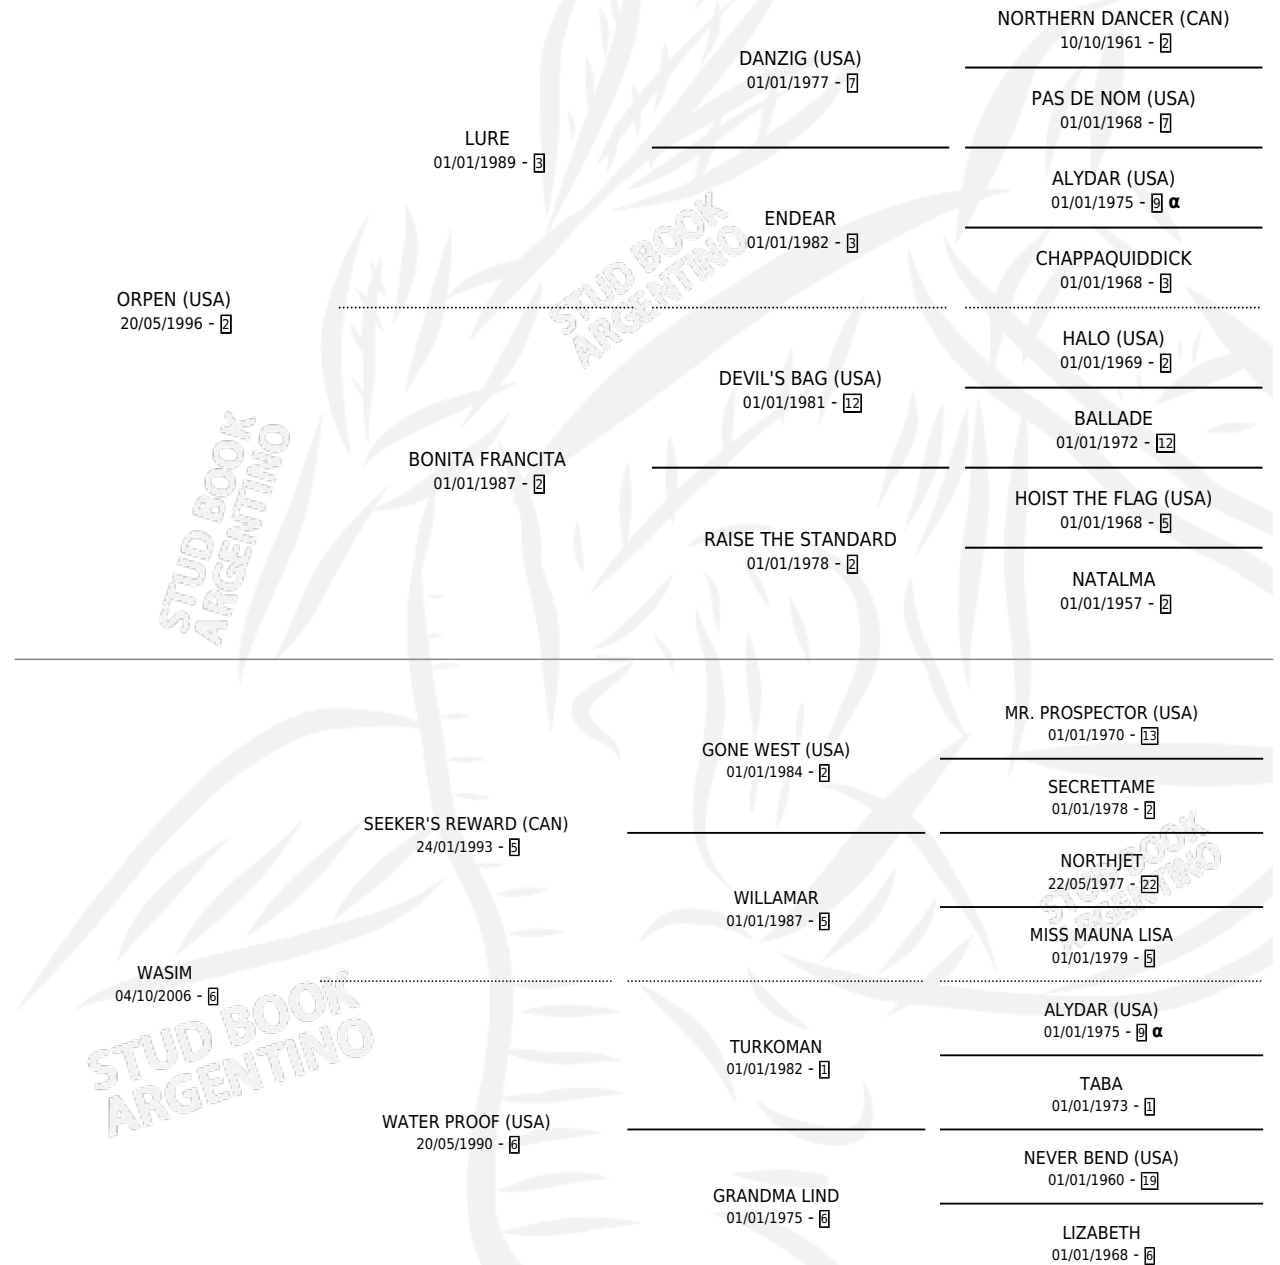 NORTHERN DANCER (CAN)
10/10/1961 - 2
DANZIG (USA)
01/01/1977 - 7
PAS DE NOM (USA)
01/01/1968 - 7
LURE
01/01/1989 - 3
ALYDAR (USA)
01/01/1975 - 9 α
ENDEAR
01/01/1982 - 3
CHAPPAQUIDDICK
01/01/1968 - 3
ORPEN (USA)
20/05/1996 - 2
HALO (USA)
01/01/1969 - 2
DEVIL'S BAG (USA)
01/01/1981 - 12
BALLADE
01/01/1972 - 12
BONITA FRANCITA
01/01/1987 - 2
HOIST THE FLAG (USA)
01/01/1968 - 5
RAISE THE STANDARD
01/01/1978 - 2
NATALMA
01/01/1957 - 2
MR. PROSPECTOR (USA)
01/01/1970 - 13
GONE WEST (USA)
01/01/1984 - 2
SECRETTAME
01/01/1978 - 2
SEEKER'S REWARD (CAN)
24/01/1993 - 5
NORTHJET
22/05/1977 - 22
WILLAMAR
01/01/1987 - 5
MISS MAUNA LISA
01/01/1979 - 5
WASIM
04/10/2006 - 6
ALYDAR (USA)
01/01/1975 - 9 α
TURKOMAN
01/01/1982 - 1
TABA
01/01/1973 - 1
WATER PROOF (USA)
20/05/1990 - 6
NEVER BEND (USA)
01/01/1960 - 19
GRANDMA LIND
01/01/1975 - 6
LIZABETH
01/01/1968 - 6
STUD BOOK
ARGENTINO
STUD BOOK
ARGENTINO
STUD BOOK
ARGENTINO
STUD BOOK
ARGENTINO